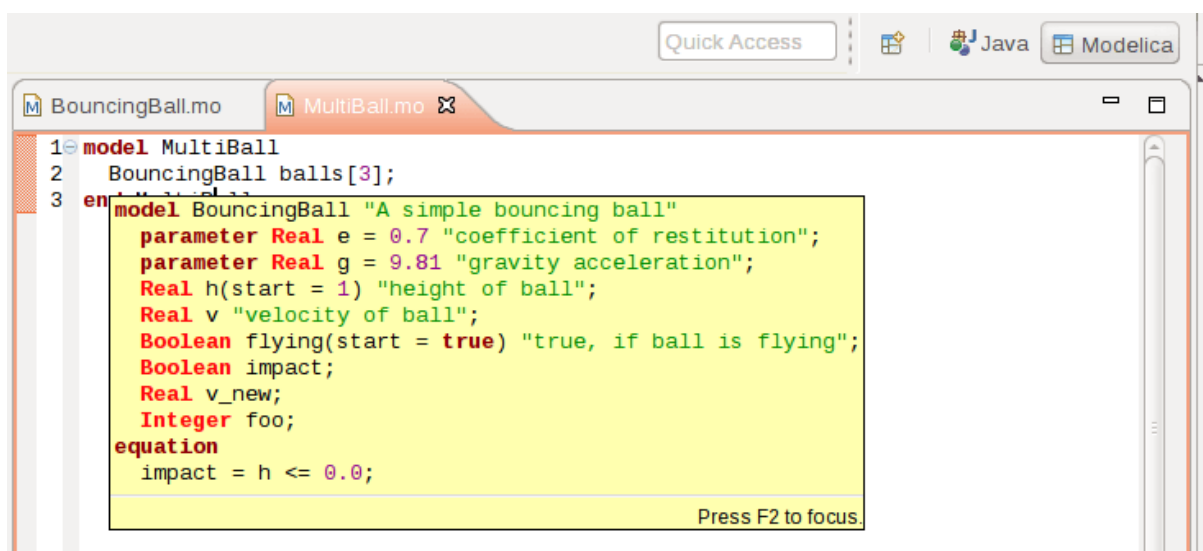 Quick Access Java Modelica
BouncingBall.mo MultiBall.mo
1 model MultiBall
2 BouncingBall balls[3];
3 en
model BouncingBall "A simple bouncing ball"
parameter Real e = 0.7 "coefficient of restitution";
parameter Real g = 9.81 "gravity acceleration";
Real h(start = 1) "height of ball";
Real v "velocity of ball";
Boolean flying(start = true) "true, if ball is flying";
Boolean impact;
Real v_new;
Integer foo;
equation
impact = h <= 0.0;
Press F2 to focus.